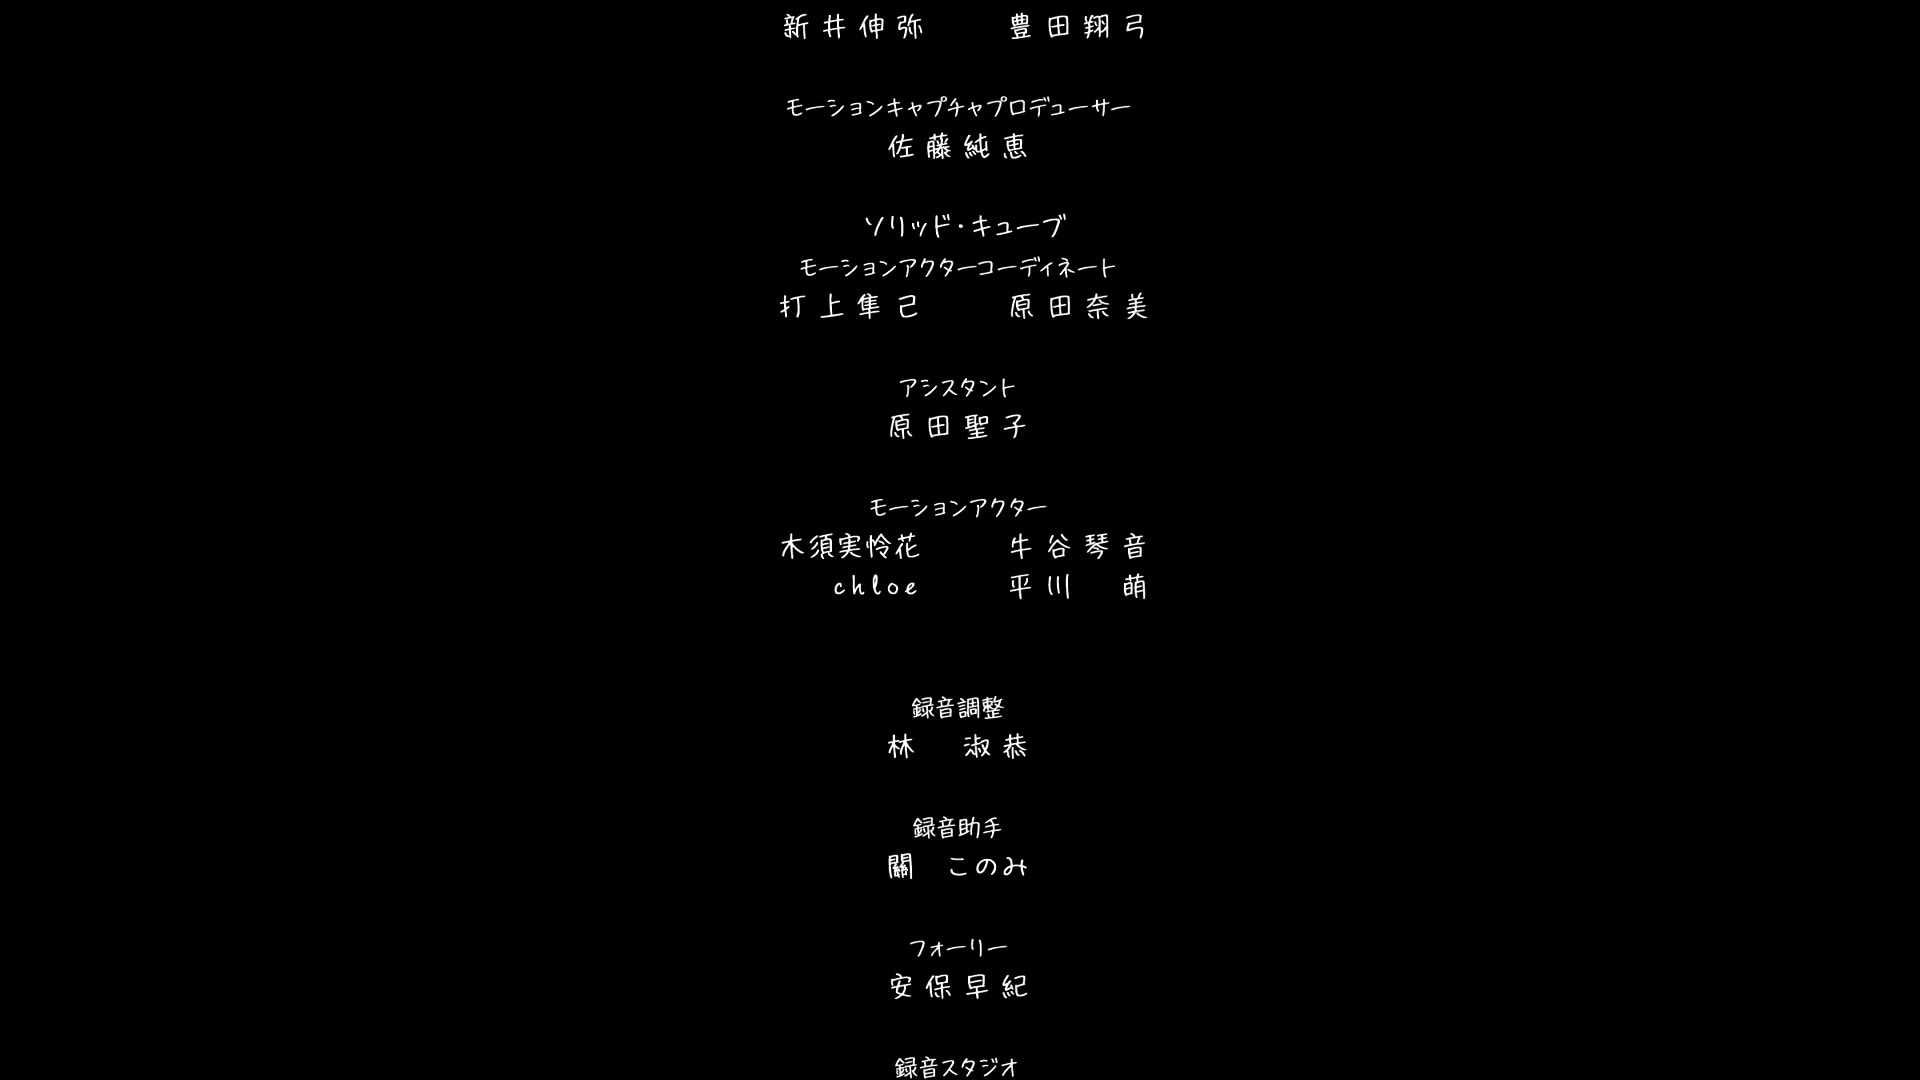 新井伸弥　豊田翔弓
モーションキャプチャプロデューサー
佐藤純恵
ソリッド・キューブ
モーションアクターコーディネート
打上隼己　原田奈美
アシスタント
原田聖子
モーションアクター
木須実怜花　牛谷琴音
chloe　平川　萌
録音調整
林　淑恭
録音助手
關　このみ
フォーリー
安保早紀
録音スタジオ